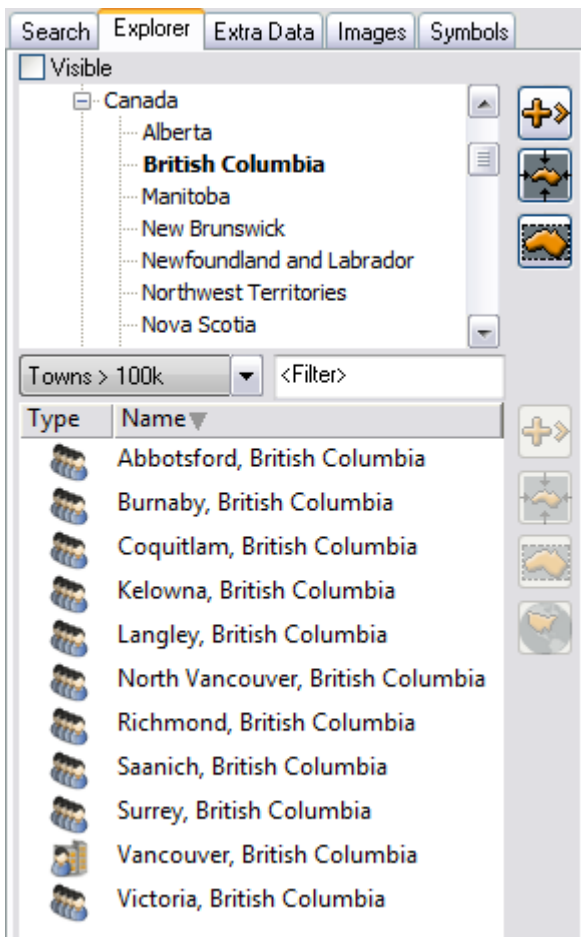 Search Explorer Extra Data Images Symbols
Visible
Canada
Alberta
British Columbia
Manitoba
New Brunswick
Newfoundland and Labrador
Northwest Territories
Nova Scotia
Towns > 100k <Filter>
Type Name
Abbotsford, British Columbia
Burnaby, British Columbia
Coquitlam, British Columbia
Kelowna, British Columbia
Langley, British Columbia
North Vancouver, British Columbia
Richmond, British Columbia
Saanich, British Columbia
Surrey, British Columbia
Vancouver, British Columbia
Victoria, British Columbia